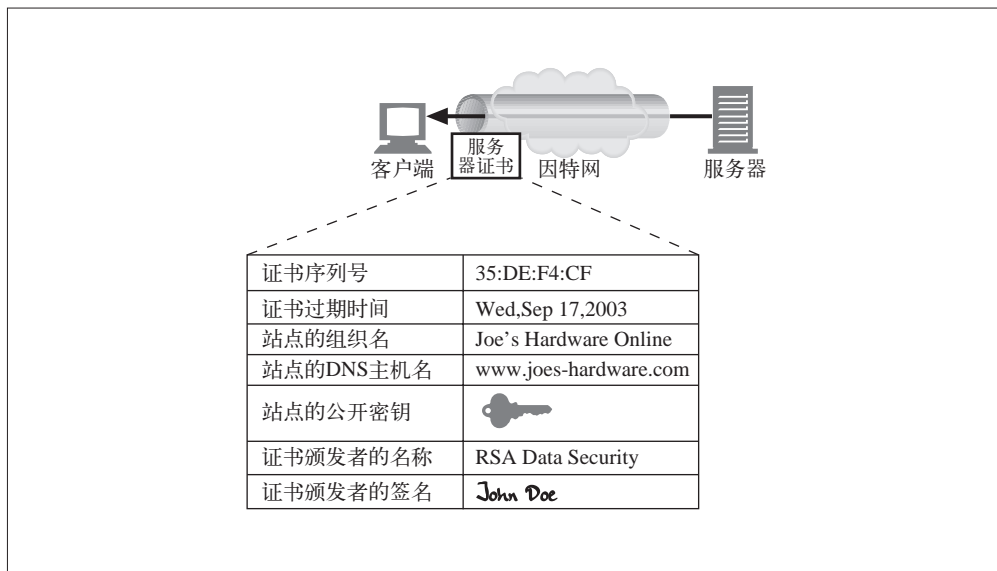 服务
器证书
客户端
因特网
服务器
证书序列号 35:DE:F4:CF
证书过期时间 Wed,Sep 17,2003
站点的组织名 Joe's Hardware Online
站点的DNS主机名 www.joes-hardware.com
站点的公开密钥
证书颁发者的名称 RSA Data Security
证书颁发者的签名 John Doe